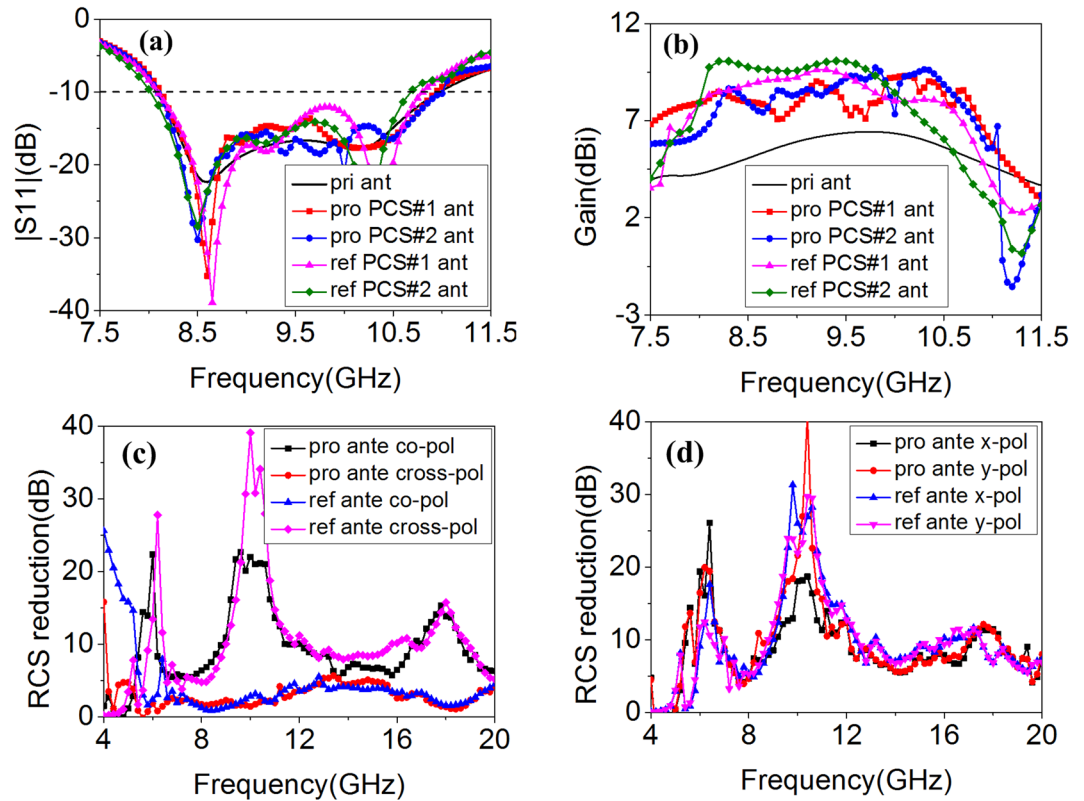 (a)
|S11|(dB)
0
-10
-20
-30
-40
pri ant
pro PCS#1 ant
pro PCS#2 ant
ref PCS#1 ant
ref PCS#2 ant
7.5 8.5 9.5 10.5 11.5
Frequency(GHz)
(b)
Gain(dBi)
12
7
2
-3
pri ant
pro PCS#1 ant
pro PCS#2 ant
ref PCS#1 ant
ref PCS#2 ant
7.5 8.5 9.5 10.5 11.5
Frequency(GHz)
(c)
RCS reduction(dB)
40
30
20
10
0
pro ante co-pol
pro ante cross-pol
ref ante co-pol
ref ante cross-pol
4 8 12 16 20
Frequency(GHz)
(d)
RCS reduction(dB)
40
30
20
10
0
pro ante x-pol
pro ante y-pol
ref ante x-pol
ref ante y-pol
4 8 12 16 20
Frequency(GHz)